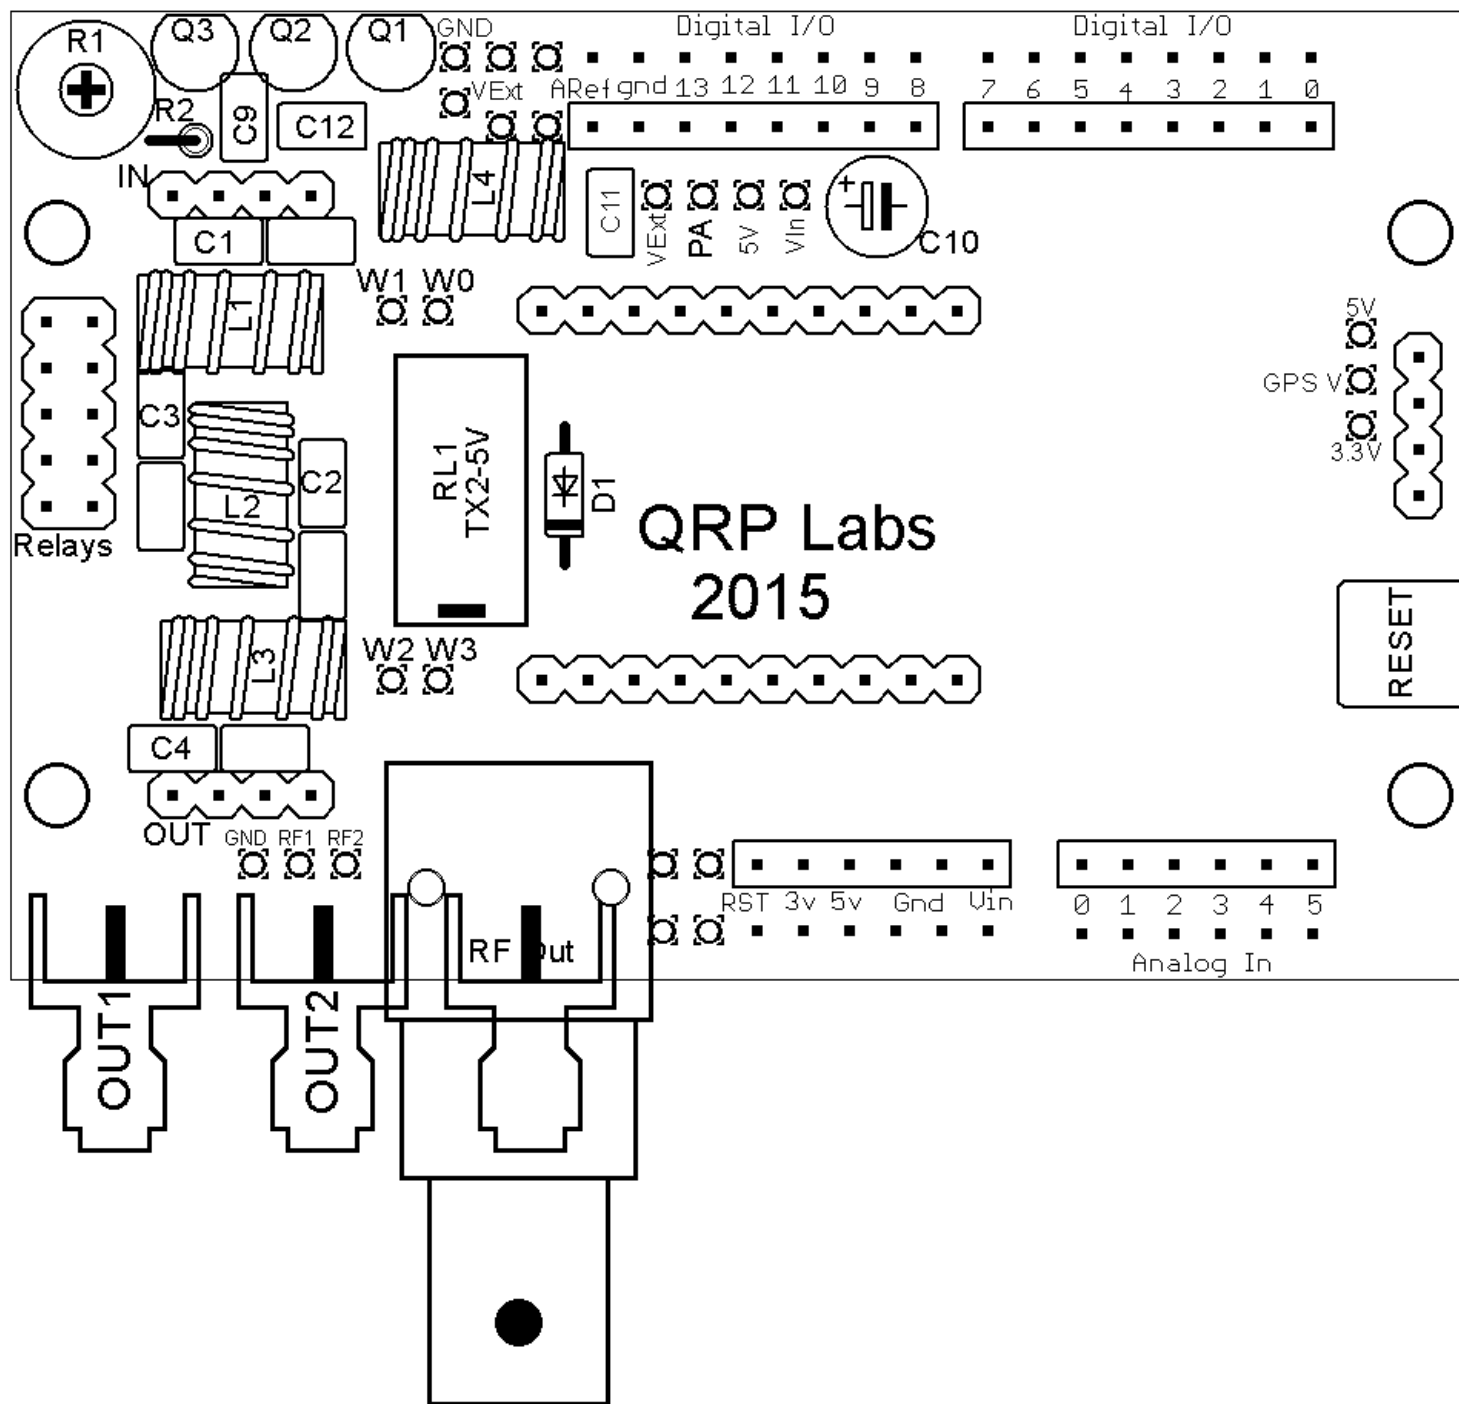 R1
Q3
Q2
Q1
GND
Digital I/O
Digital I/O
VExt
ARef gnd 13 12 11 10 9 8
7 6 5 4 3 2 1 0
R2
C9
C12
IN
L4
C11
VExt
PA
5V
VIn
+
C10
C1
W1 W0
L1
5V
GPS V
3.3V
C3
L2
C2
RL1
TX2-5V
D1
QRP Labs
2015
Relays
RESET
L3
W2 W3
C4
OUT
GND RF1 RF2
RST 3v 5v Gnd Vin
0 1 2 3 4 5
Analog In
RF Out
OUT1
OUT2